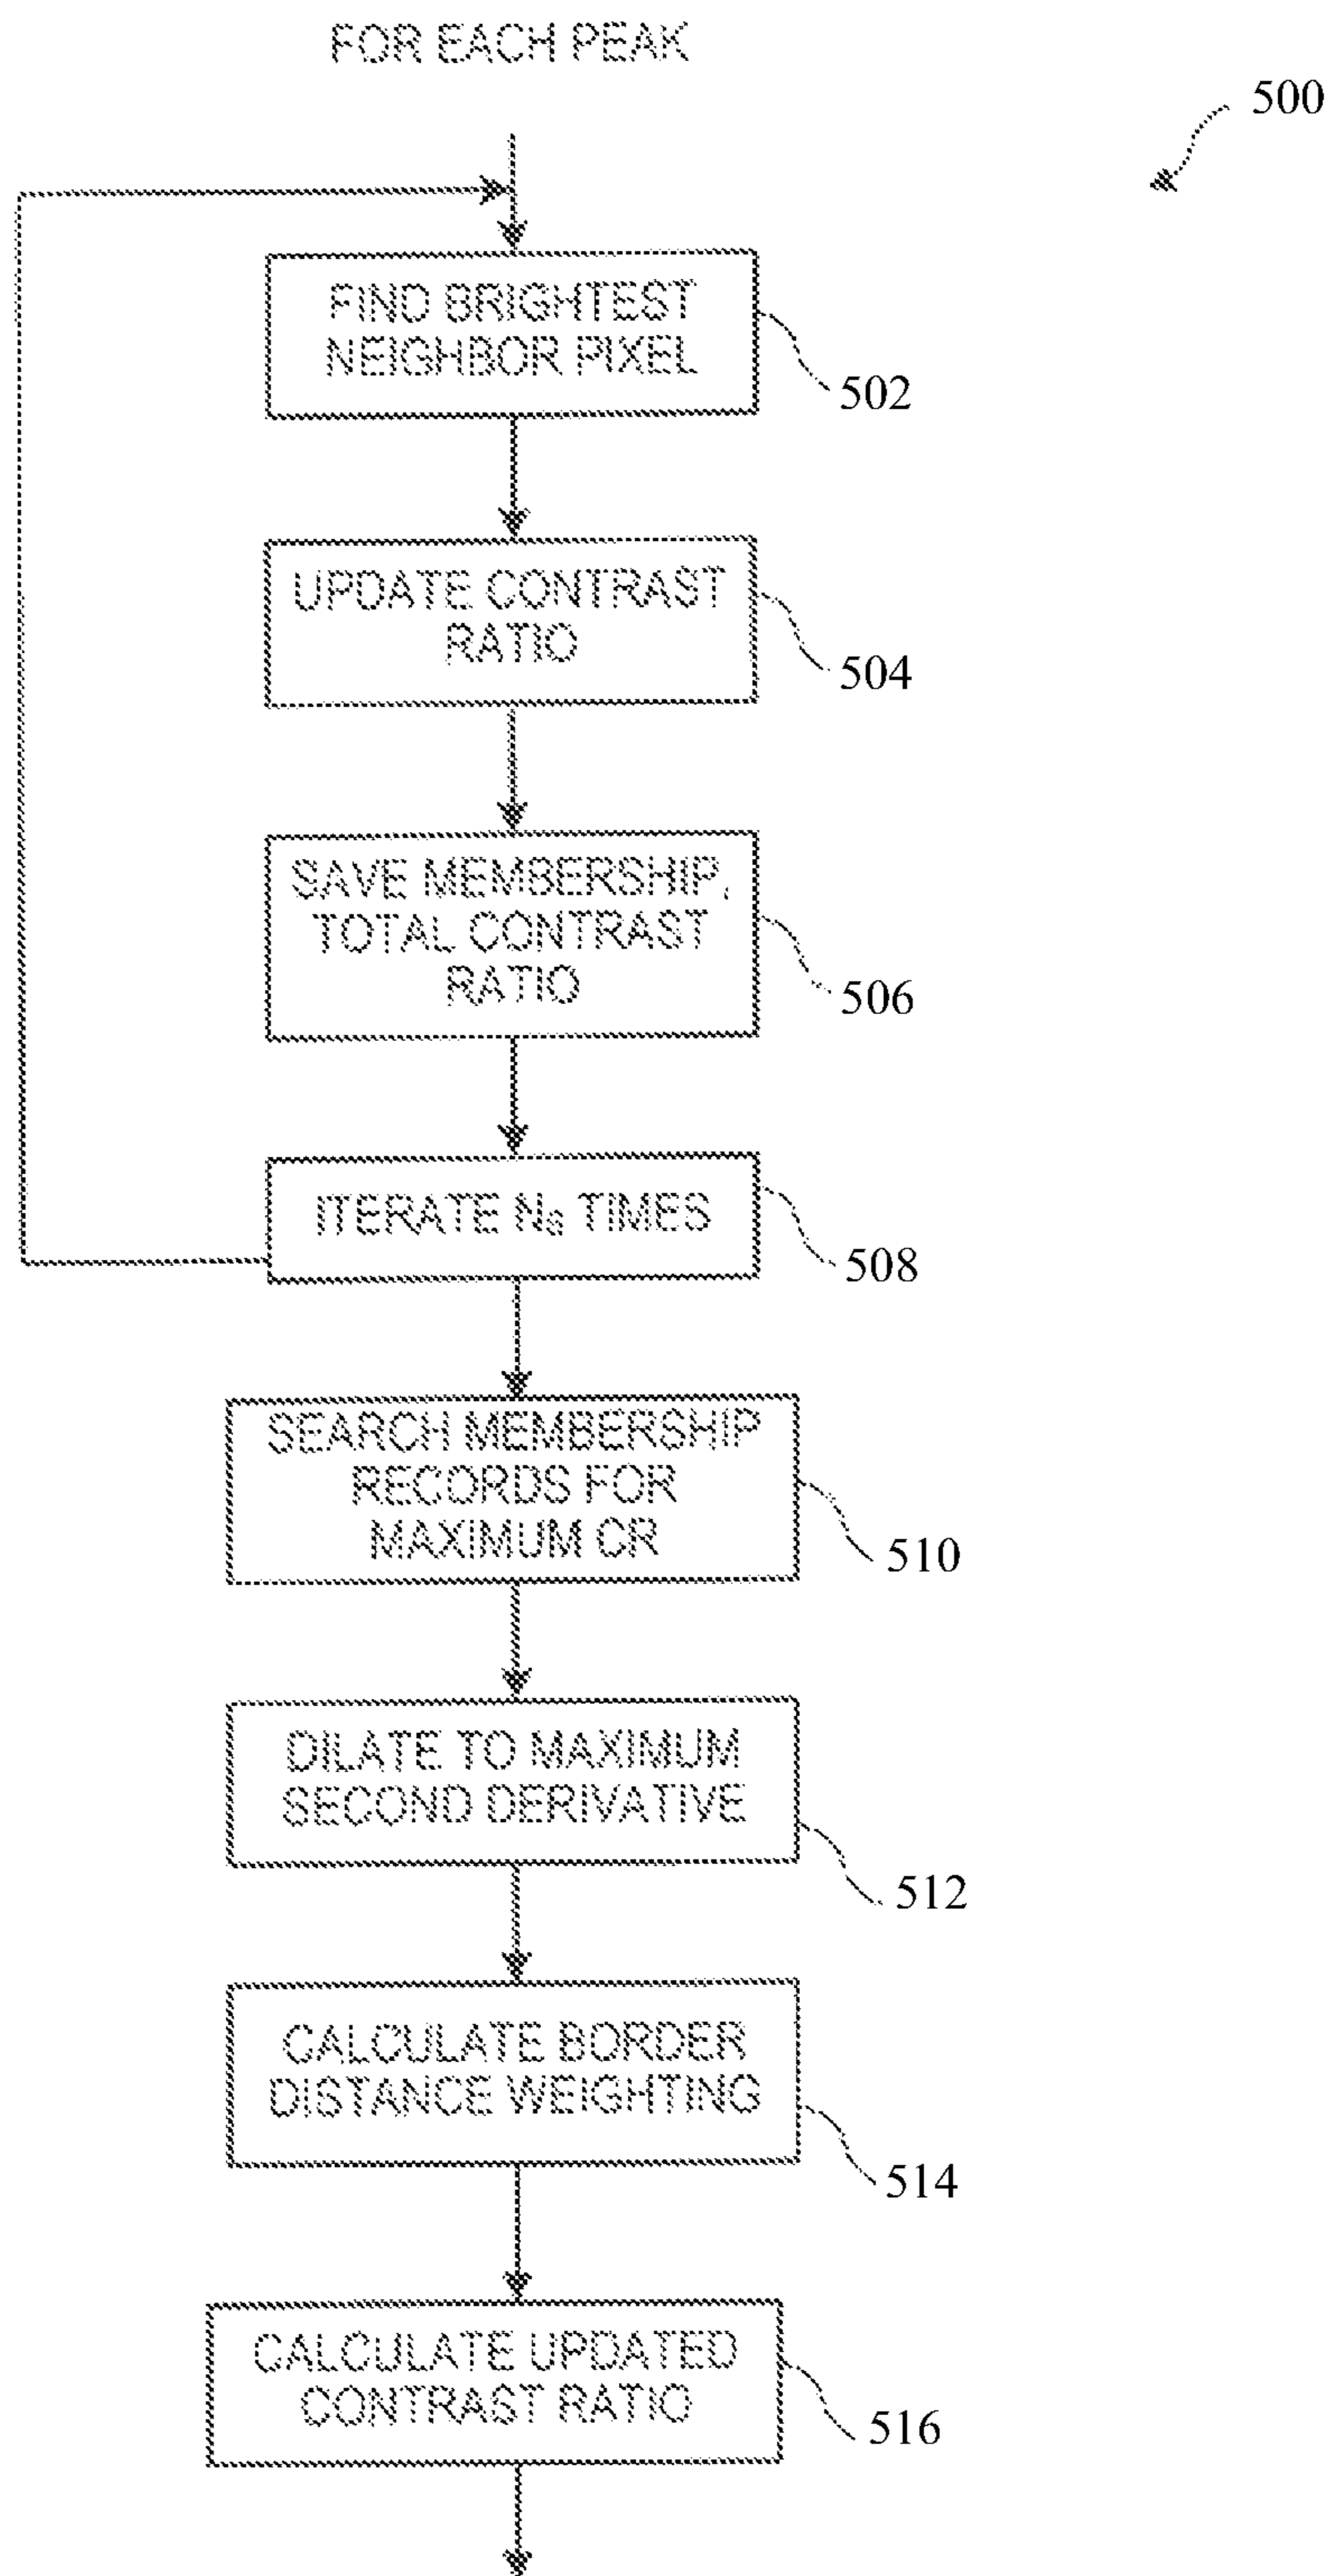 FOR EACH PEAK
500
FIND BRIGHTEST
NEIGHBOR PIXEL
502
UPDATE CONTRAST
RATIO
504
SAVE MEMBERSHIP,
TOTAL CONTRAST
RATIO
506
ITERATE N₈ TIMES
508
SEARCH MEMBERSHIP
RECORDS FOR
MAXIMUM CR
510
DILATE TO MAXIMUM
SECOND DERIVATIVE
512
CALCULATE BORDER
DISTANCE WEIGHTING
514
CALCULATE UPDATED
CONTRAST RATIO
516